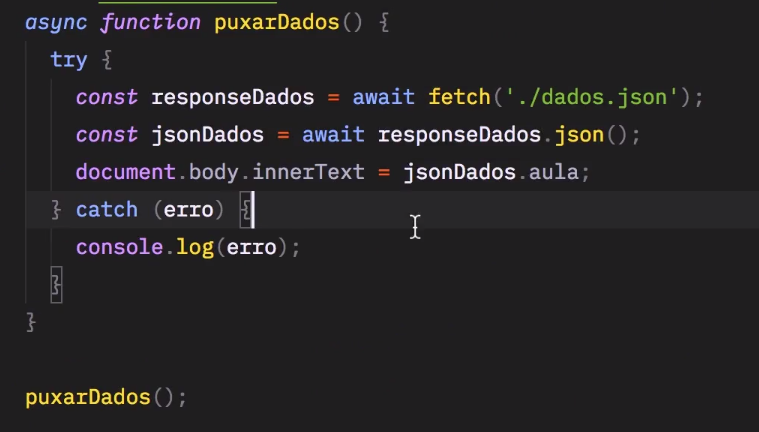 async function puxarDados() {
try {
const responseDados = await fetch('./dados.json');
const jsonDados = await responseDados.json();
document.body.innerText = jsonDados.aula;
} catch (erro) {
console.log(erro);
}
}
puxarDados();